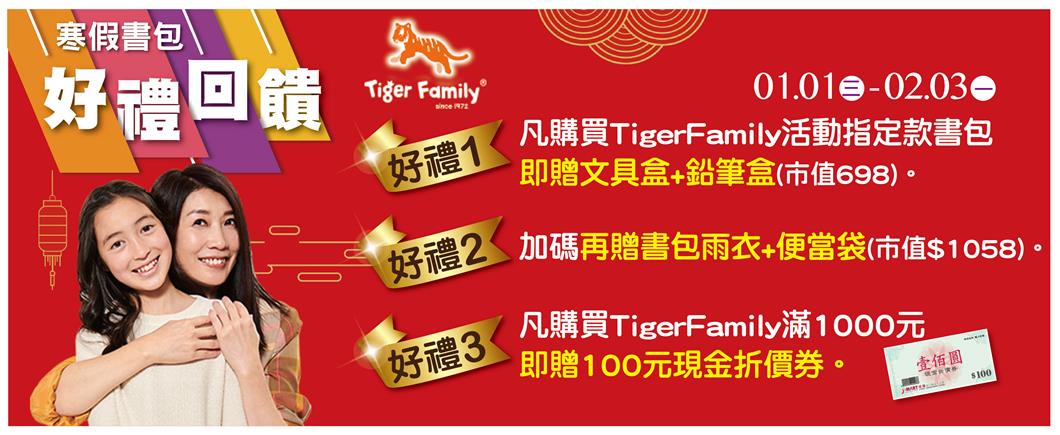 寒假書包
好禮回饋
Tiger Family®
since 1972
01.01三-02.03一
好禮1
凡購買TigerFamily活動指定款書包
即贈文具盒+鉛筆盒(市值698)。
好禮2
加碼再贈書包雨衣+便當袋(市值$1058)。
好禮3
凡購買TigerFamily滿1000元
即贈100元現金折價券。
壹佰圓
現金折價券
$100